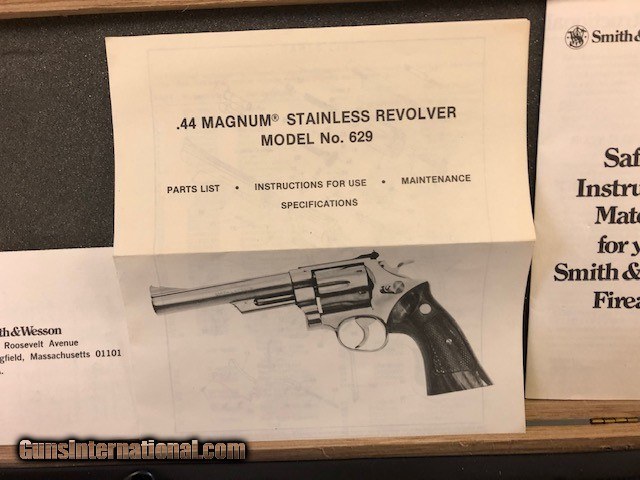 .44 MAGNUM® STAINLESS REVOLVER
MODEL No. 629
PARTS LIST • INSTRUCTIONS FOR USE • MAINTENANCE
SPECIFICATIONS
th&Wesson
Roosevelt Avenue
gfield, Massachusetts 01101
Smith&
Saf
Instru
Mate
for y
Smith &
Firea
GunsInternational.com